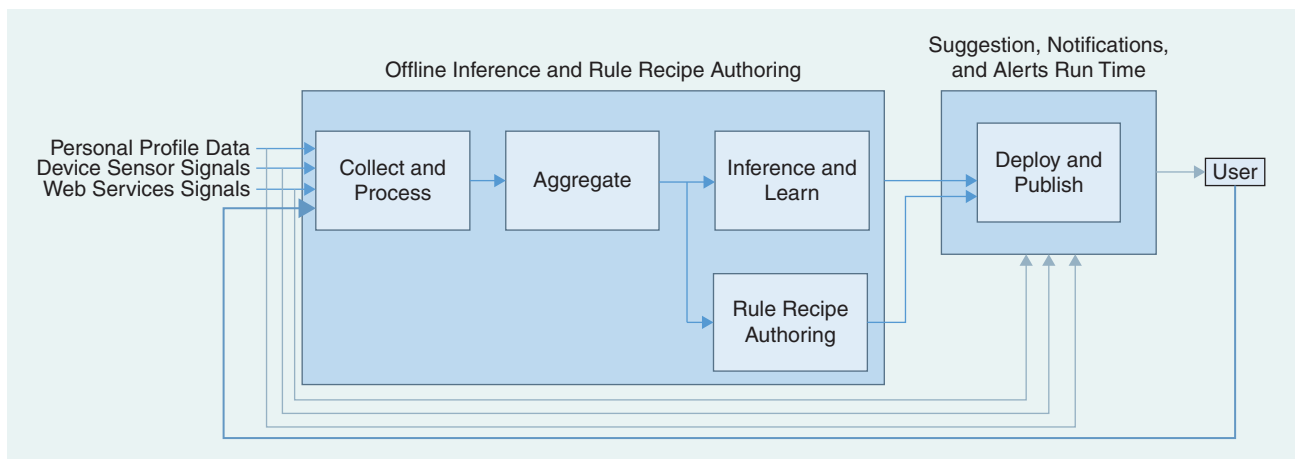 Suggestion, Notifications,
and Alerts Run Time
Offline Inference and Rule Recipe Authoring
Personal Profile Data
Device Sensor Signals
Web Services Signals
Collect and
Process
Aggregate
Inference and
Learn
Deploy and
Publish
User
Rule Recipe
Authoring